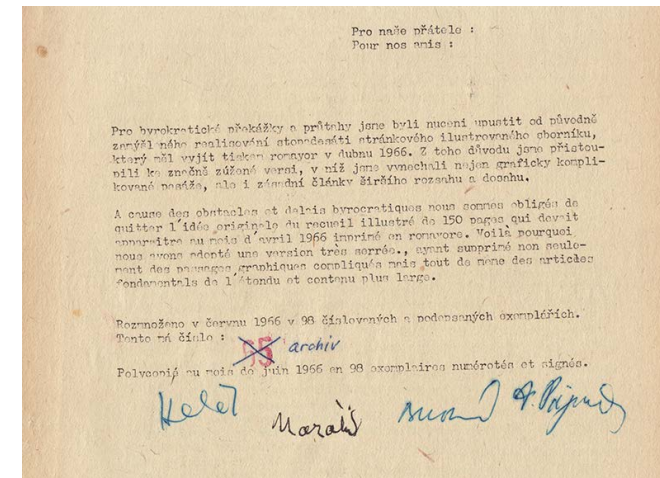 Pro naše přátele :
Pour nos amis :
Pro byrokratické překážky a průtahy jsme byli nuceni upustit od původně
zamýšleného realisování stopadesáti stránkového ilustrovaného sborníku,
který měl vyjít tiskem romayor v dubnu 1966. Z toho důvodu jsme přistou-
pili ke značně zúžené versi, v níž jsme vynechali nejen graficky kompli-
kované pasáže, ale i zásadní články širšího rozsahu a dosahu.
A cause des obstacles et delais byrocratiques nous sommes obligés de
quitter l'idée originale du recueil illustré de 150 pages qui devait
apparaitre au mois d'avril 1966 imprimé en romayore. Voilà pourquoi
nous avons adopté une version très serrée., ayant supprimé non seule-
ment des passages graphiques compliqués mais tout de meme des articles
fondamentals de l'étendu et contenu plus large.
Rozmnoženo v červnu 1966 v 98 číslovaných a podepsaných exemplářích.
Tento má číslo : 65 archiv
Polycopié au mois de juin 1966 en 98 exemplaires numérotés et signés.